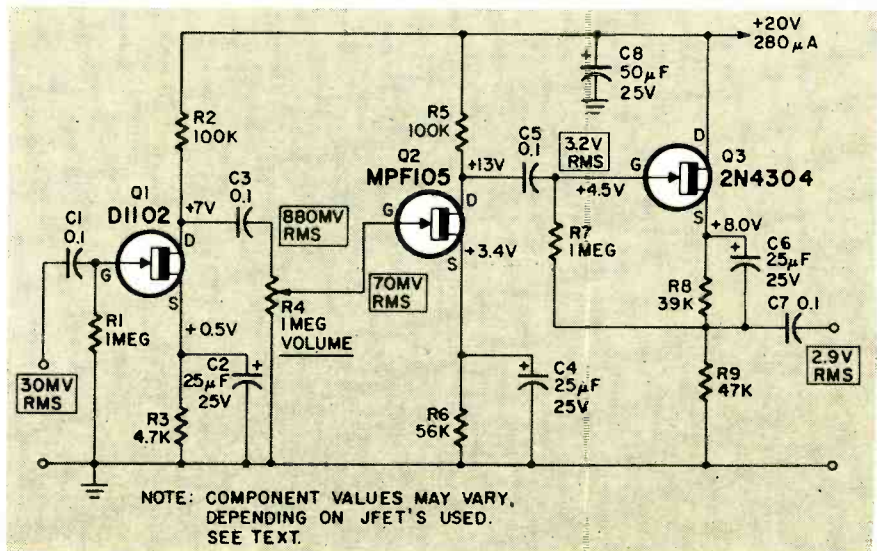 +20V
280µA
C8
50µF
25V
R2
100K
R5
100K
C5
0.1
3.2V
RMS
D
Q3
2N4304
G
+4.5V
S
+8.0V
Q2
MPF105
+13V
G
D
S
+3.4V
Q1
D1102
+7V
C3
0.1
880MV
RMS
C1
0.1
G
D
S
70MV
RMS
R4
1MEG
VOLUME
R7
1MEG
R8
39K
+
C6
25µF
25V
C7 0.1
R1
1MEG
+0.5V
C2
25µF
25V
+
C4
25µF
25V
+
R9
47K
2.9V
RMS
30MV
RMS
R3
4.7K
R6
56K
+
NOTE: COMPONENT VALUES MAY VARY,
DEPENDING ON JFET'S USED.
SEE TEXT.